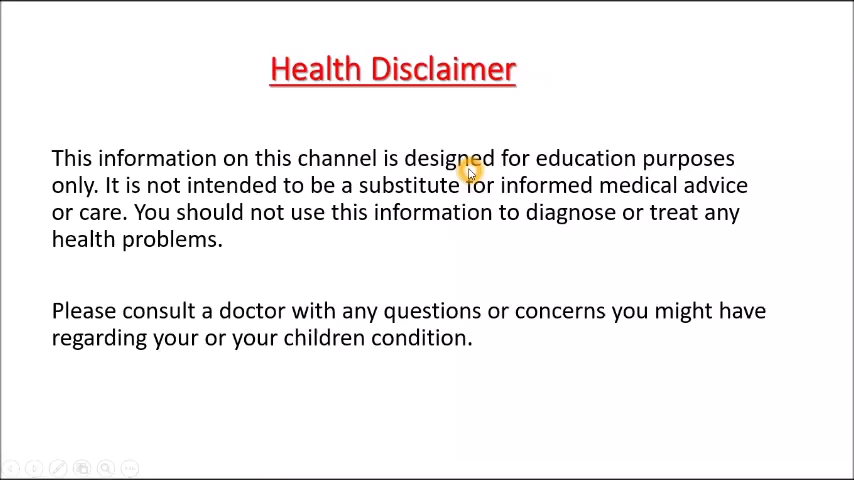 Health Disclaimer
This information on this channel is designed for education purposes
only. It is not intended to be a substitute for informed medical advice
or care. You should not use this information to diagnose or treat any
health problems.
Please consult a doctor with any questions or concerns you might have
regarding your or your children condition.